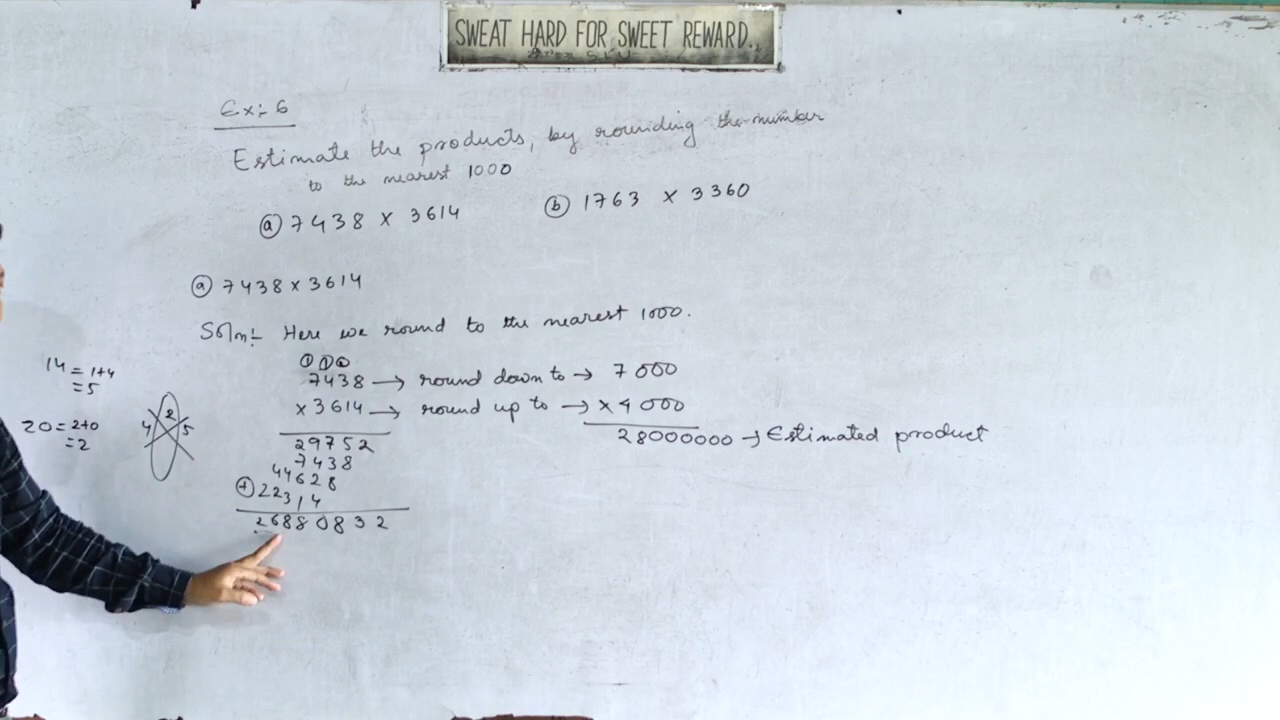 SWEAT HARD FOR SWEET REWARD.
Ex:- 6
Estimate the products, by rounding the number
to the nearest 1000
(a) 7438 x 3614 (b) 1763 x 3360
(a) 7438 x 3614
Soln:- Here we round to the nearest 1000.
7438 → round down to → 7000
x 3614 → round up to → x 4000
29752 28000000 → Estimated product
7438
44628
(+) 22314
26880832
14 = 1+4
= 5
20 = 2+0
= 2
2
4 5